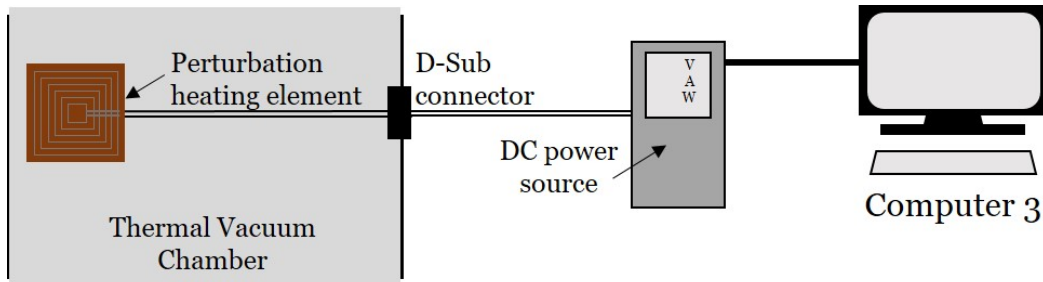 Perturbation
heating element
D-Sub
connector
V
A
W
DC power
source
Thermal Vacuum
Chamber
Computer 3